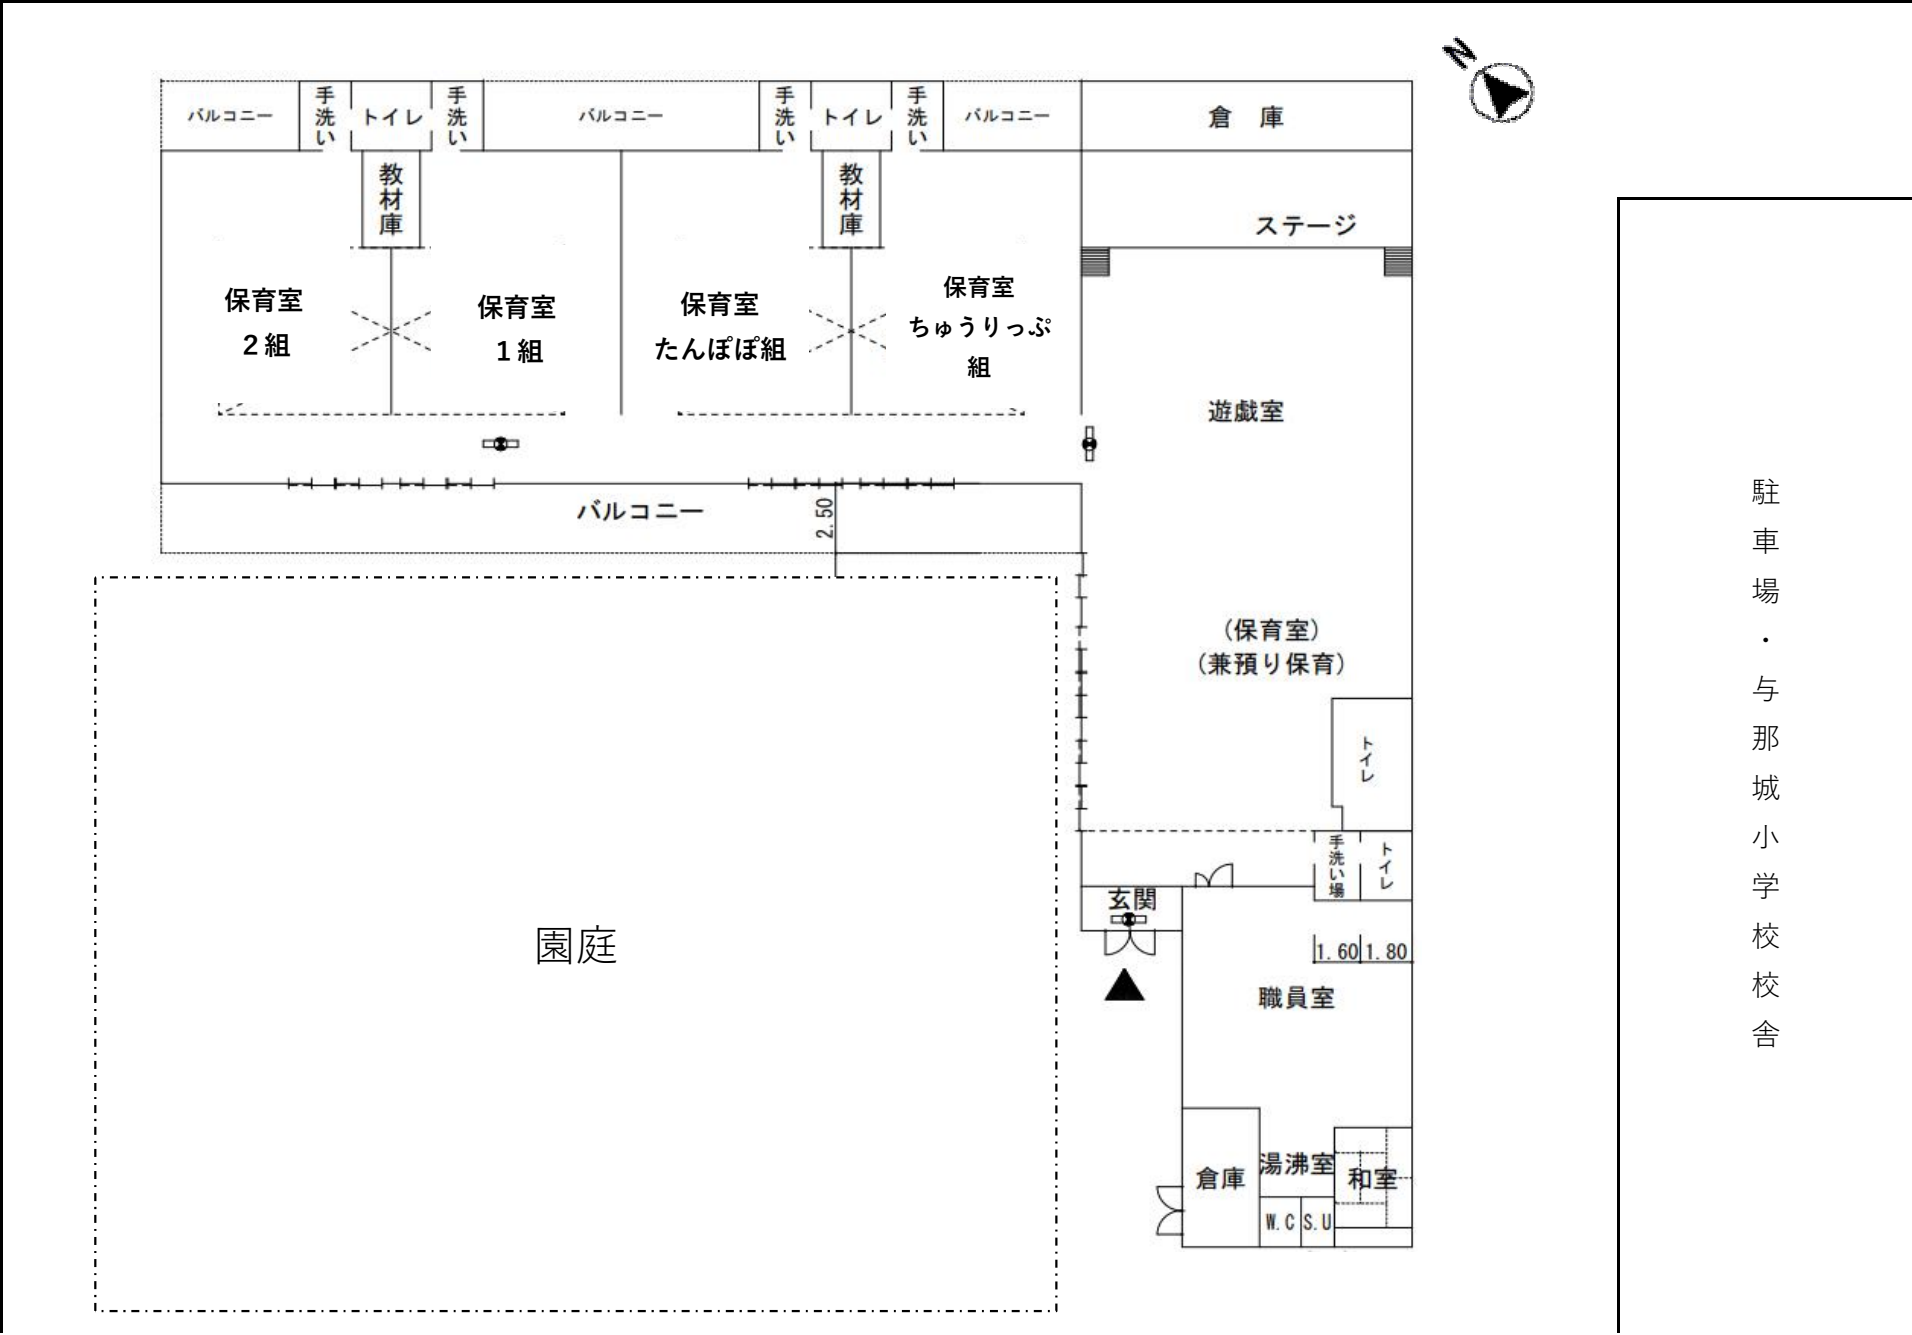 N
バルコニー
手洗い
トイレ
手洗い
バルコニー
手洗い
トイレ
手洗い
バルコニー
倉　庫
教材庫
教材庫
ステージ
保育室
２組
保育室
１組
保育室
たんぽぽ組
保育室
ちゅうりっぷ
組
遊戯室
バルコニー
2.50
(保育室)
(兼預り保育)
トイレ
手洗い場
トイレ
玄関
1.60
1.80
職員室
園庭
倉庫
湯沸室
和室
W.C
S.U
駐車場・与那城小学校校舎